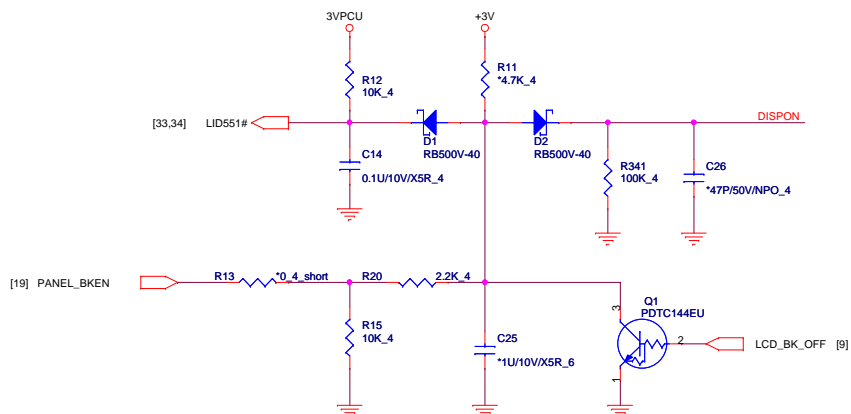 3VPCU
+3V
R12
10K_4
R11
*4.7K_4
[33,34] LID551#
D1
RB500V-40
D2
RB500V-40
DISPON
C14
0.1U/10V/X5R_4
R341
100K_4
C26
*47P/50V/NPO_4
[19] PANEL_BKEN
R13
*0_4_short
R20
2.2K_4
R15
10K_4
C25
*1U/10V/X5R_6
Q1
PDTC144EU
3
2
1
LCD_BK_OFF [9]